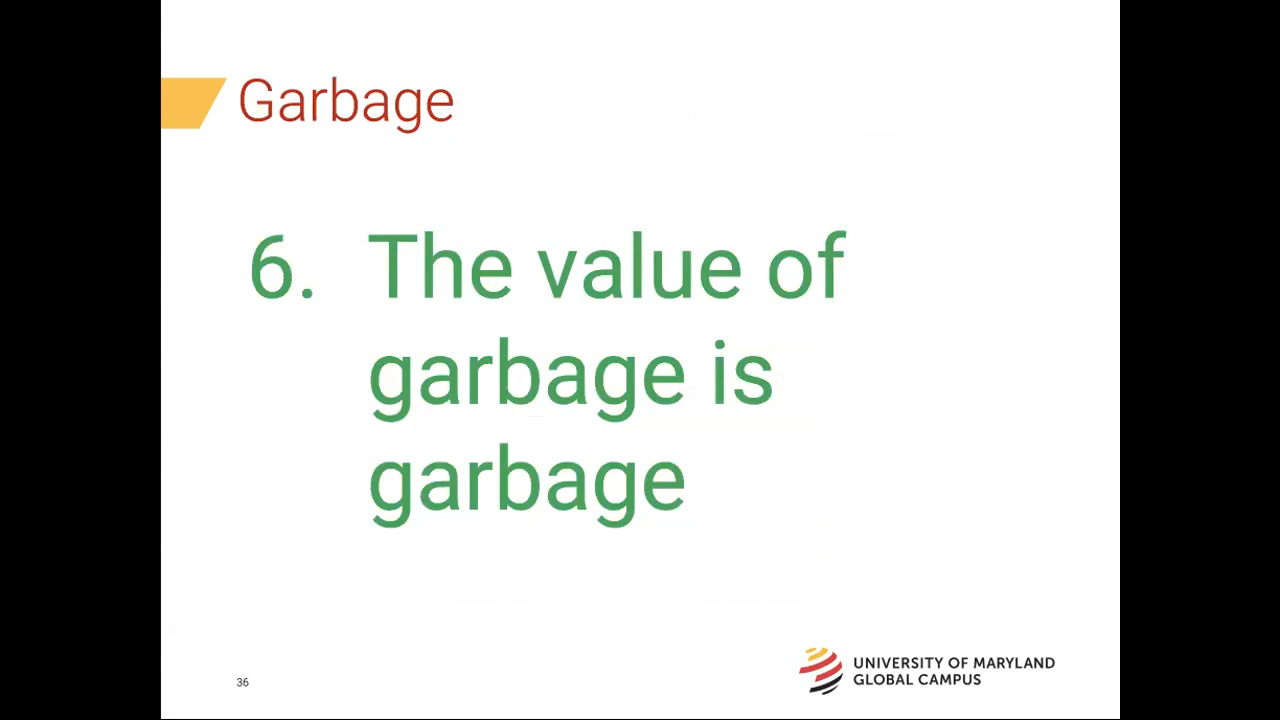 Garbage
6. The value of
garbage is
garbage
36
UNIVERSITY OF MARYLAND
GLOBAL CAMPUS